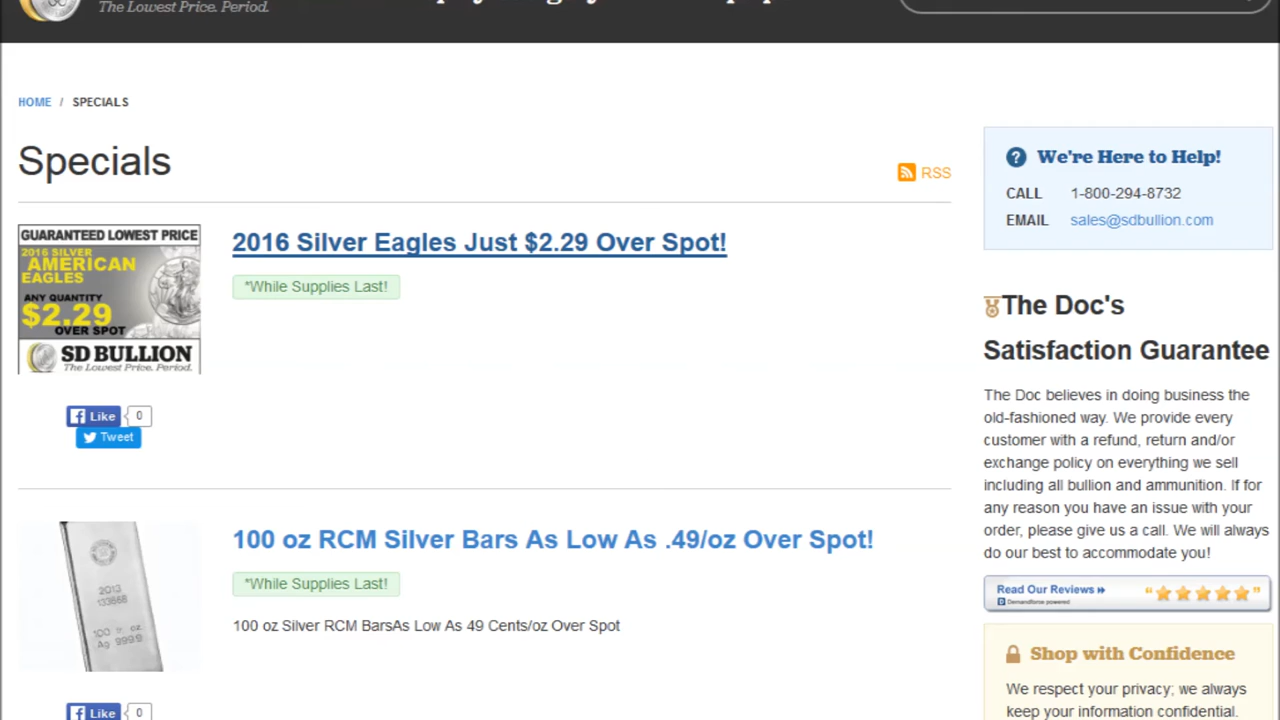 The Lowest Price. Period.
HOME / SPECIALS
Specials
RSS
GUARANTEED LOWEST PRICE
2016 SILVER
AMERICAN
EAGLES
ANY QUANTITY
$2.29
OVER SPOT
SD BULLION
The Lowest Price. Period.
2016 Silver Eagles Just $2.29 Over Spot!
*While Supplies Last!
Like 0
Tweet
2013
133666
100 tr oz
Ag 999.9
100 oz RCM Silver Bars As Low As .49/oz Over Spot!
*While Supplies Last!
100 oz Silver RCM BarsAs Low As 49 Cents/oz Over Spot
Like 0
We're Here to Help!
CALL 1-800-294-8732
EMAIL sales@sdbullion.com
The Doc's
Satisfaction Guarantee
The Doc believes in doing business the
old-fashioned way. We provide every
customer with a refund, return and/or
exchange policy on everything we sell
including all bullion and ammunition. If for
any reason you have an issue with your
order, please give us a call. We will always
do our best to accommodate you!
Read Our Reviews
Demandforce powered
Shop with Confidence
We respect your privacy; we always
keep your information confidential.